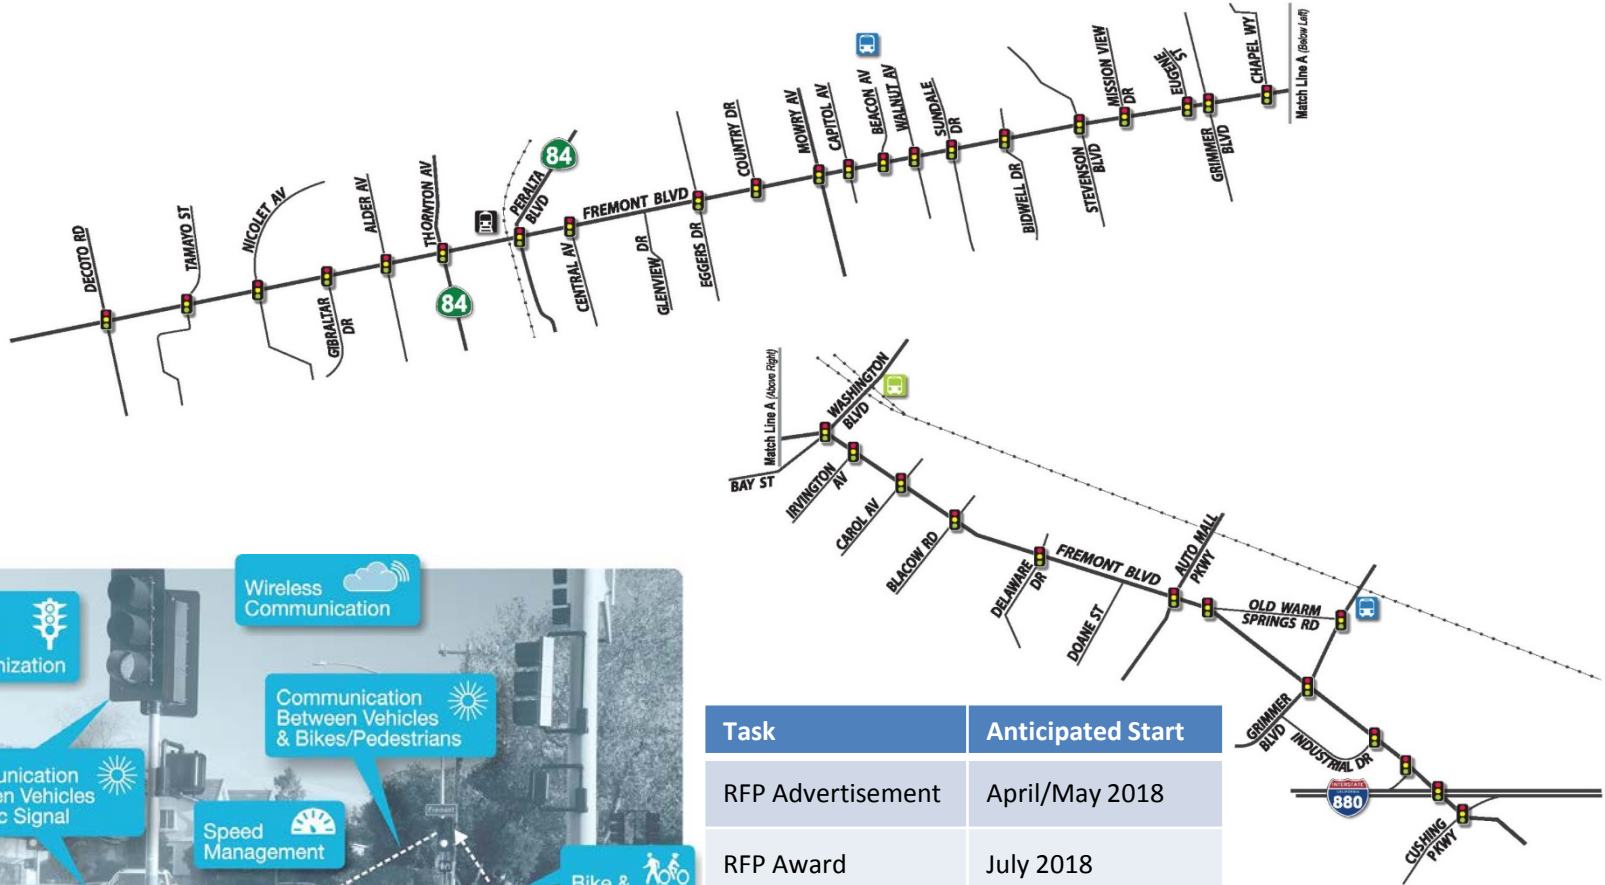 DECOTO RD
TAMAYO ST
NICOLET AV
GIBRALTAR
DR
ALDER AV
THORNTON AV
84
PERALTA
BLVD
84
CENTRAL AV
FREMONT BLVD
GLENVIEW
DR
EGGERS DR
COUNTRY DR
MOWRY AV
CAPITOL AV
BEACON AV
WALNUT AV
SUNDALE
DR
BIDWELL DR
STEVENSON
BLVD
MISSION VIEW
DR
EUGENE
ST
GRIMMER
BLVD
CHAPEL WY
Match Line A (Below Left)
Match Line A (Above Right)
WASHINGTON
BLVD
BAY ST
IRVINGTON
AV
CAROL AV
BLACOW RD
DELAWARE
DR
FREMONT BLVD
DOANE ST
AUTO MALL
PKWY
OLD WARM
SPRINGS RD
GRIMMER
BLVD
INDUSTRIAL DR
INTERSTATE
CALIFORNIA
880
CUSHING
PKWY
Wireless
Communication
nization
Communication
Between Vehicles
& Bikes/Pedestrians
unication
en Vehicles
ic Signal
Speed
Management
Fremont
Bike &
Task Anticipated Start
RFP Advertisement April/May 2018
RFP Award July 2018